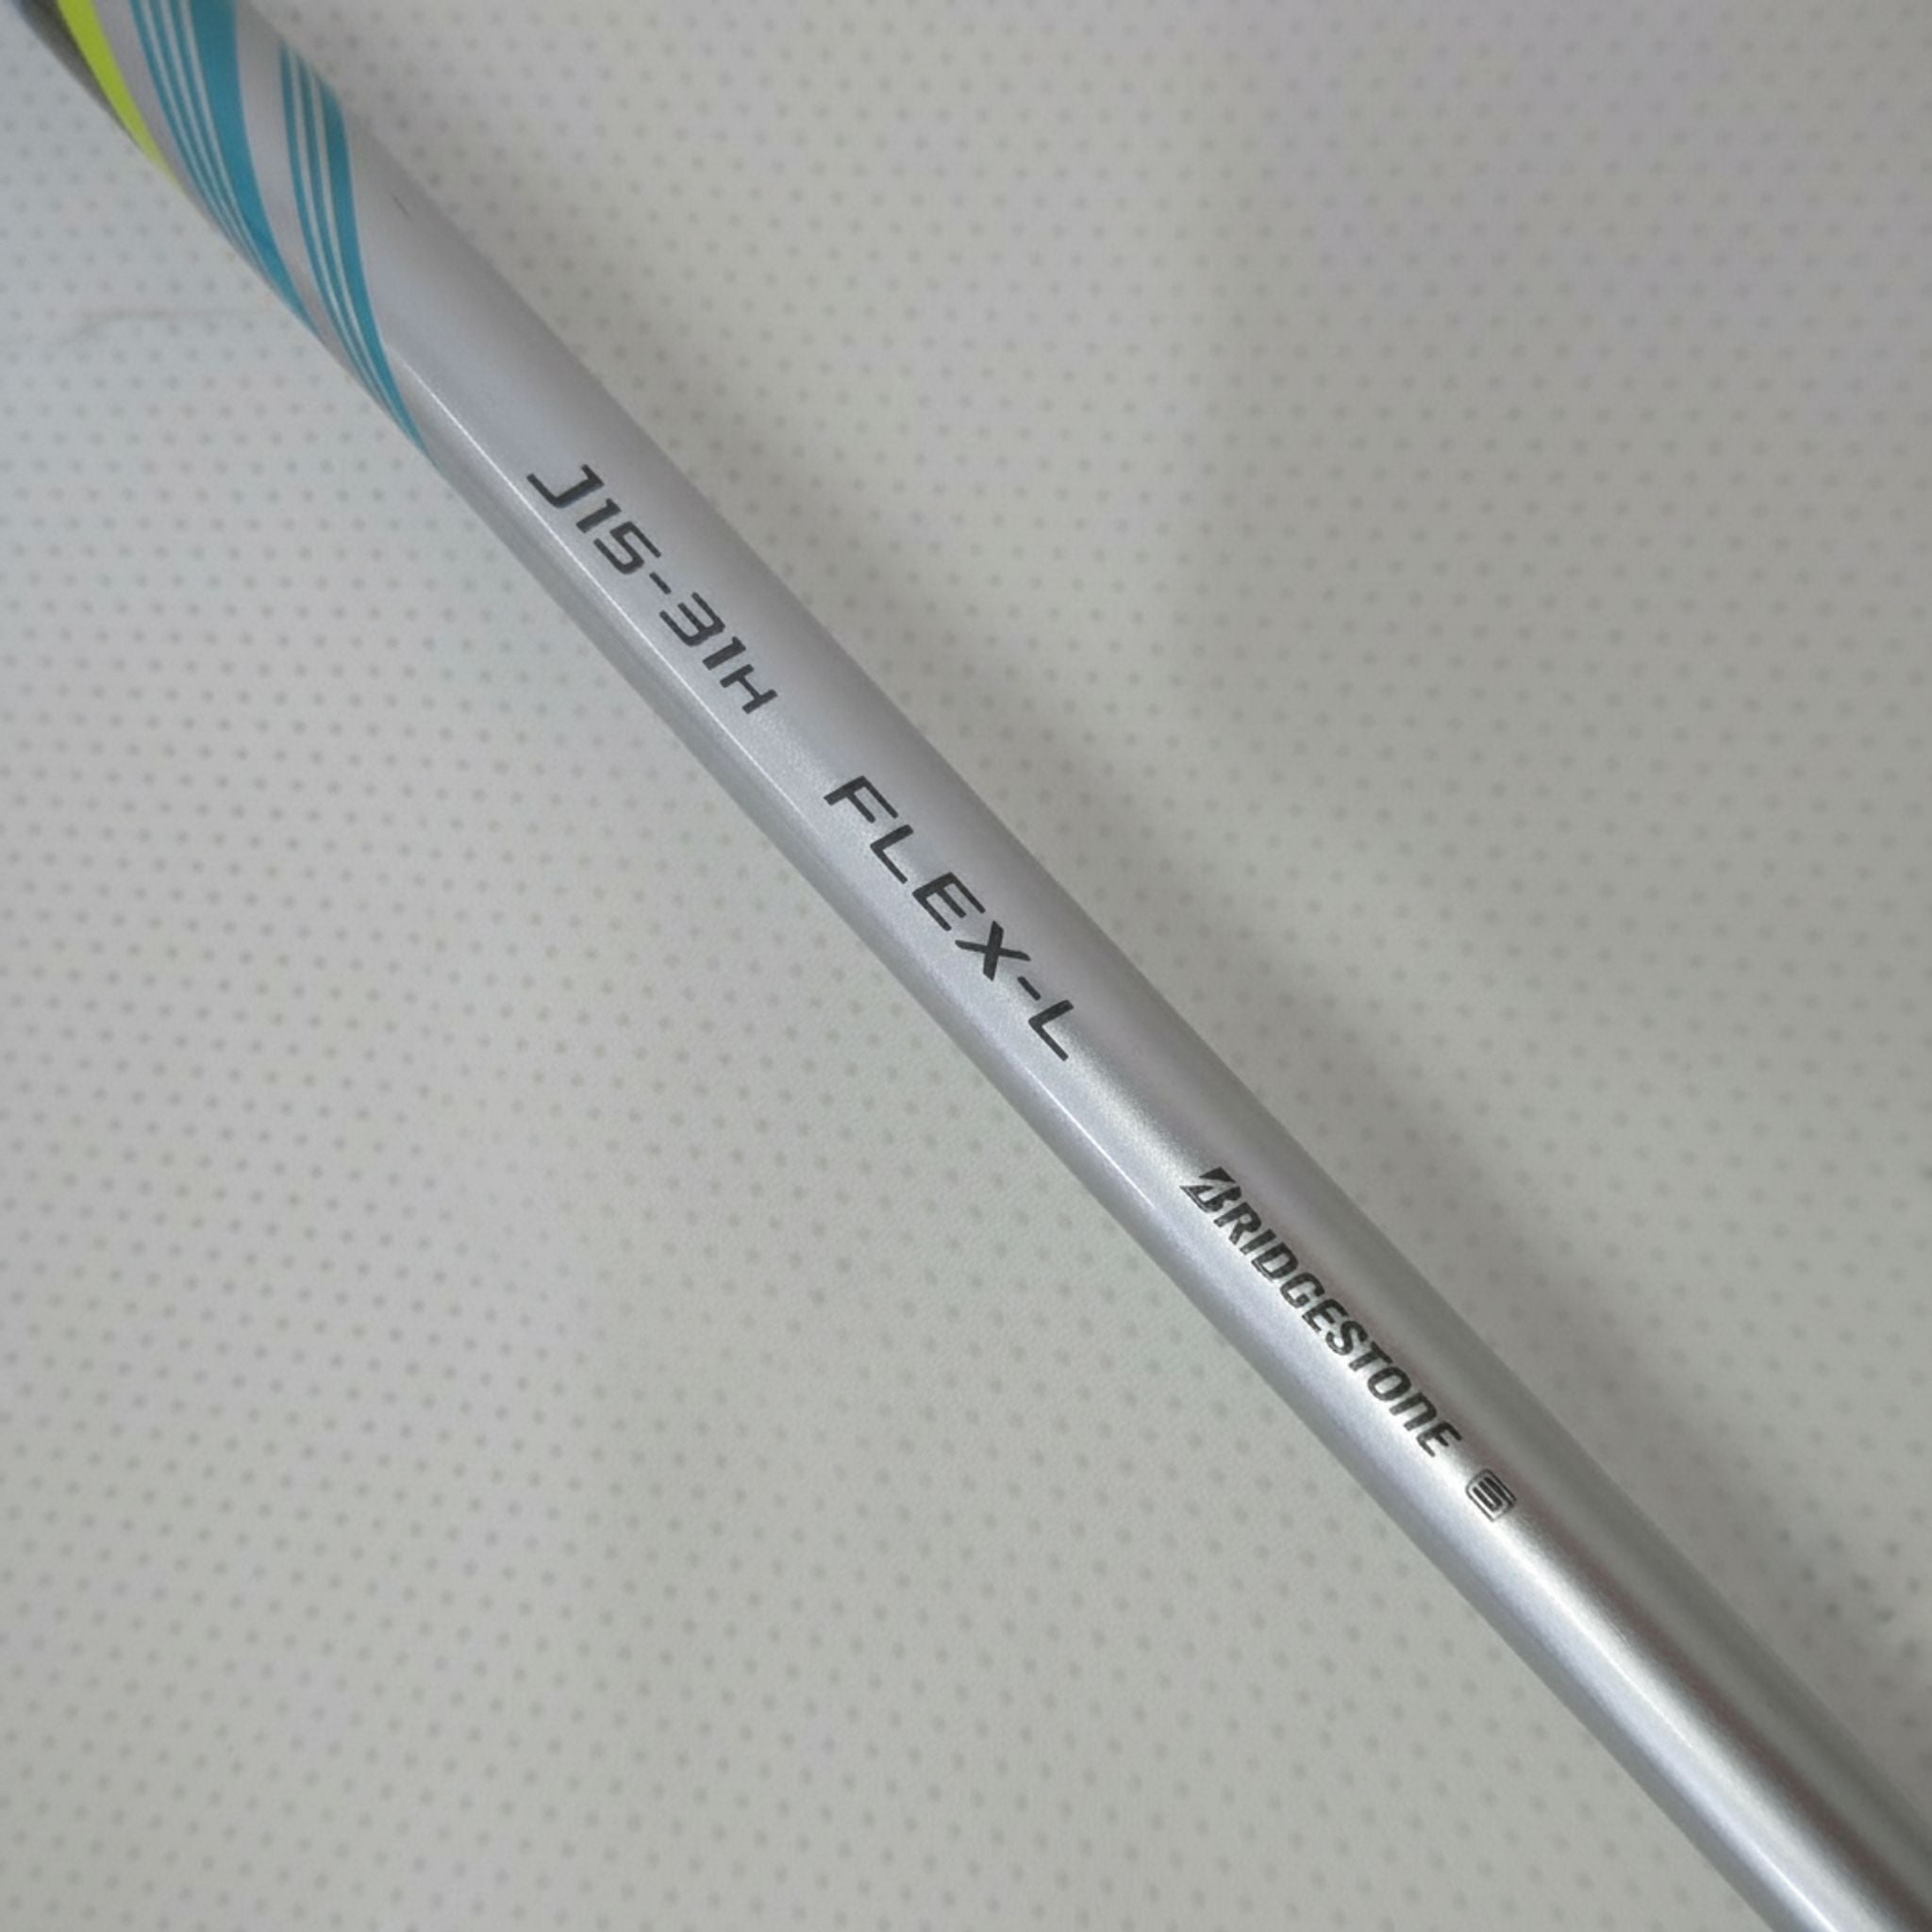 J15-31H FLEX-L BRIDGESTONE